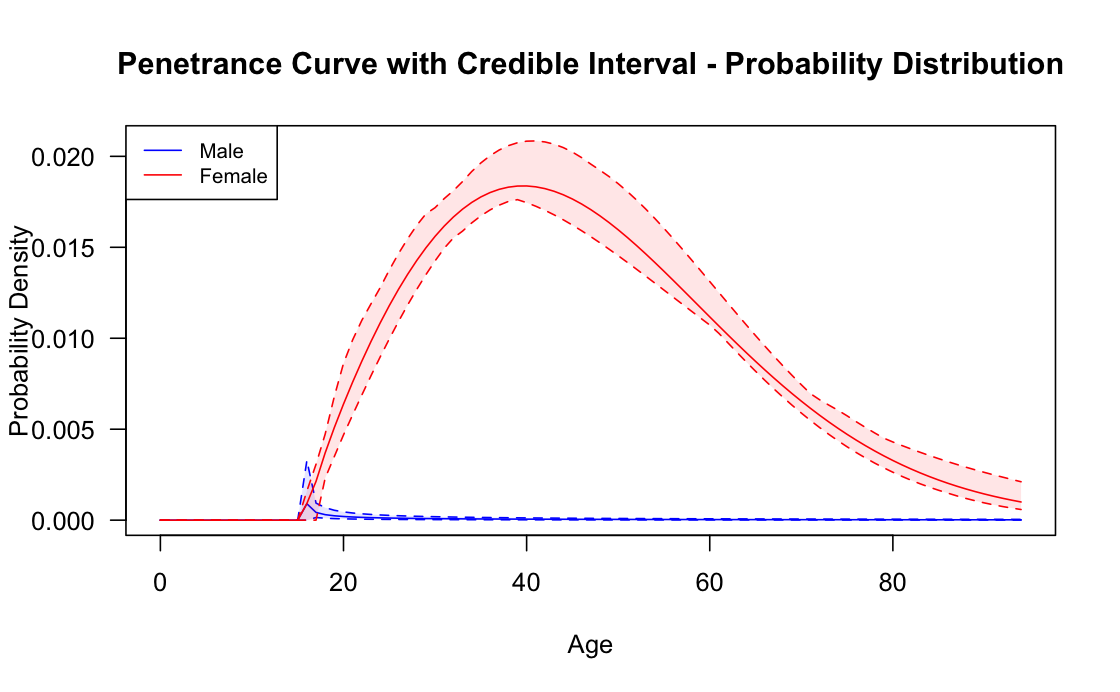 Penetrance Curve with Credible Interval - Probability Distribution
Male
Female
Probability Density
0.020
0.015
0.010
0.005
0.000
0 20 40 60 80
Age